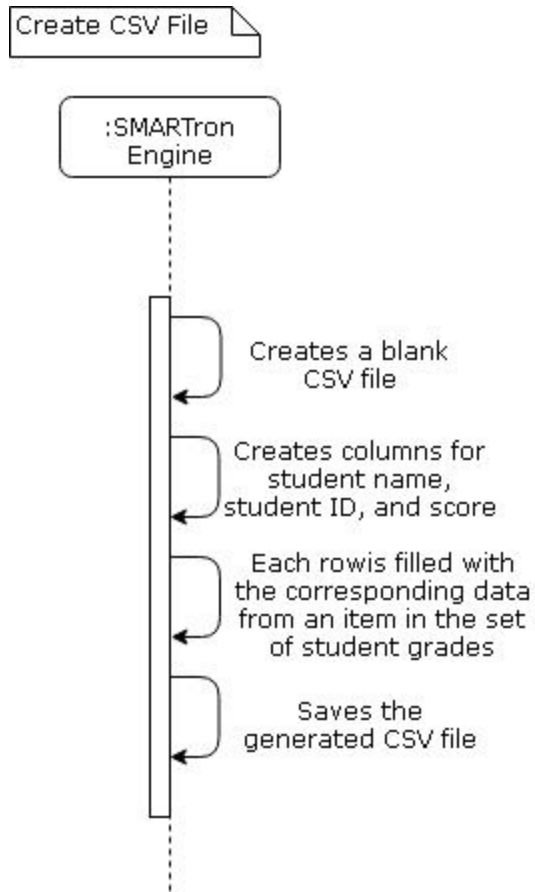 Create CSV File
:SMARTron
Engine
Creates a blank
CSV file
Creates columns for
student name,
student ID, and score
Each rowis filled with
the corresponding data
from an item in the set
of student grades
Saves the
generated CSV file